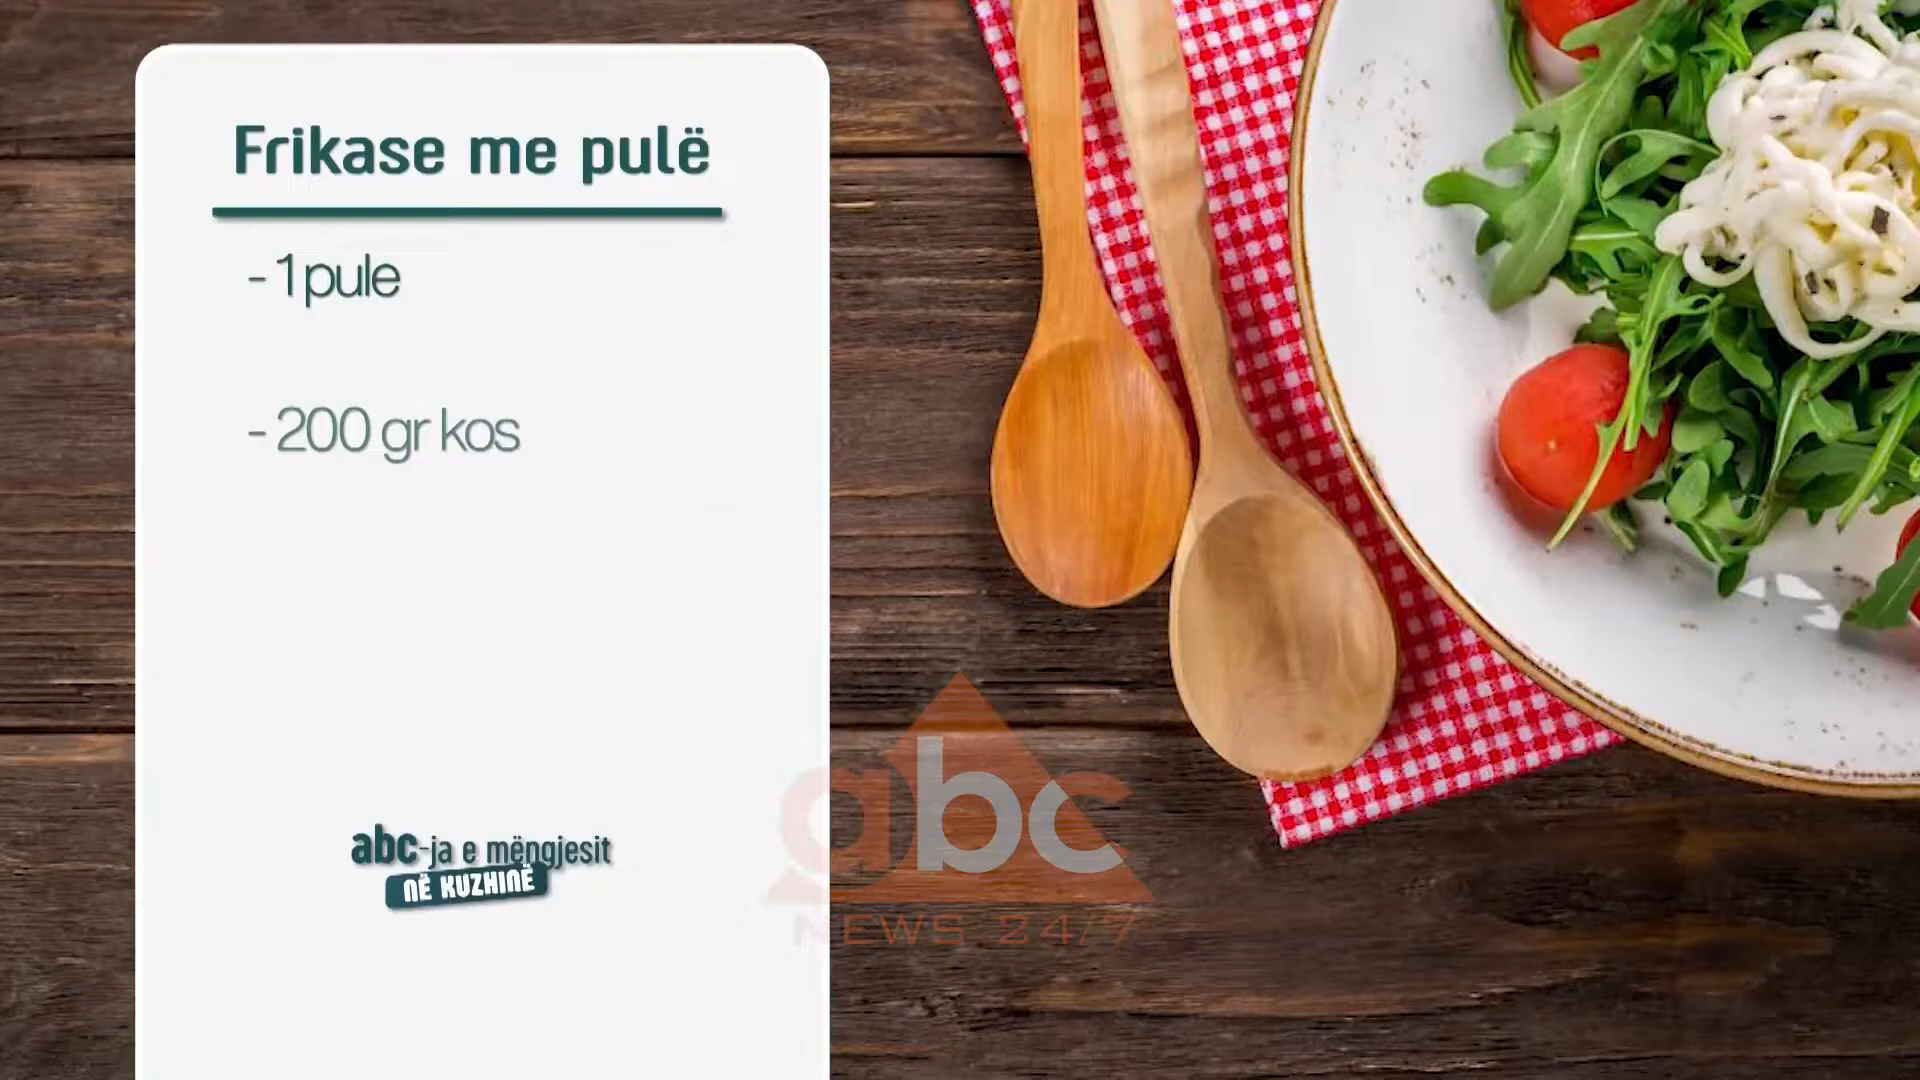 Frikase me pulë
- 1 pule
- 200 gr kos
abc-ja e mëngjesit
NË KUZHINË
abc
NEWS 24/7